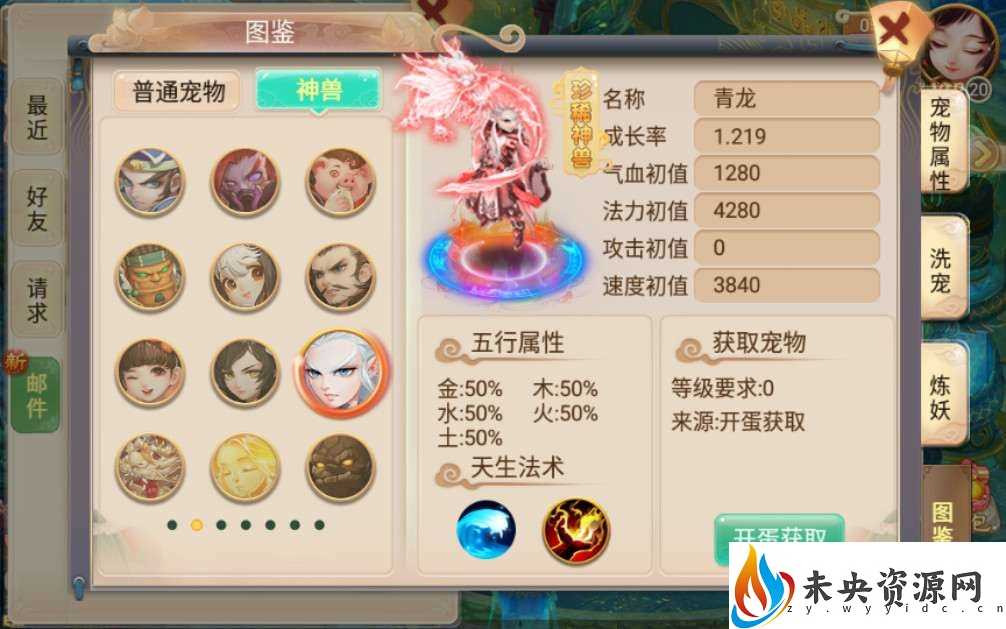 图鉴
最近
好友
请求
新
邮件
普通宠物
神兽
珍稀神兽
名称 青龙
成长率 1.219
气血初值 1280
法力初值 4280
攻击初值 0
速度初值 3840
五行属性
金:50% 木:50%
水:50% 火:50%
土:50%
天生法术
获取宠物
等级要求:0
来源:开蛋获取
开蛋获取
宠物属性
洗宠
炼妖
图鉴
未央资源网
zy.wyyidc.cn